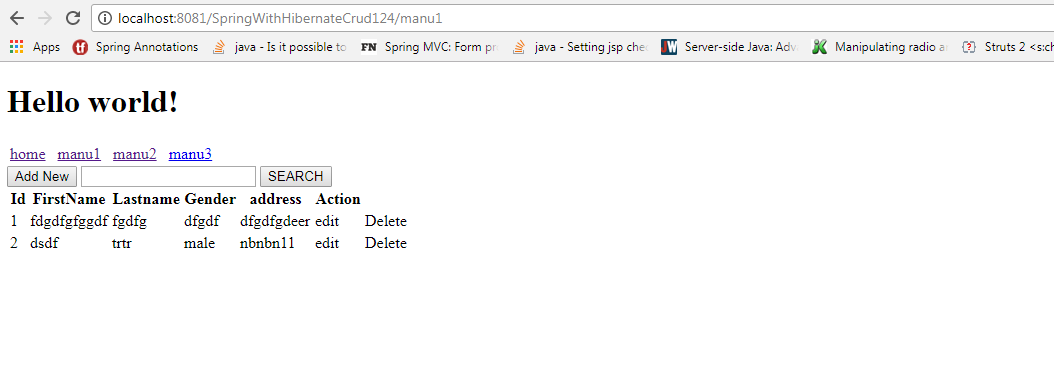 localhost:8081/SpringWithHibernateCrud124/manu1
Apps Spring Annotations java - Is it possible to FN Spring MVC: Form pr java - Setting jsp chec JW Server-side Java: Adva Manipulating radio a Struts 2 <s:ch
Hello world!
home manu1 manu2 manu3
Add New SEARCH
Id FirstName Lastname Gender address Action
1 fdgdfgfggdf fgdfg dfgdf dfgdfgdeer edit Delete
2 dsdf trtr male nbnbn11 edit Delete